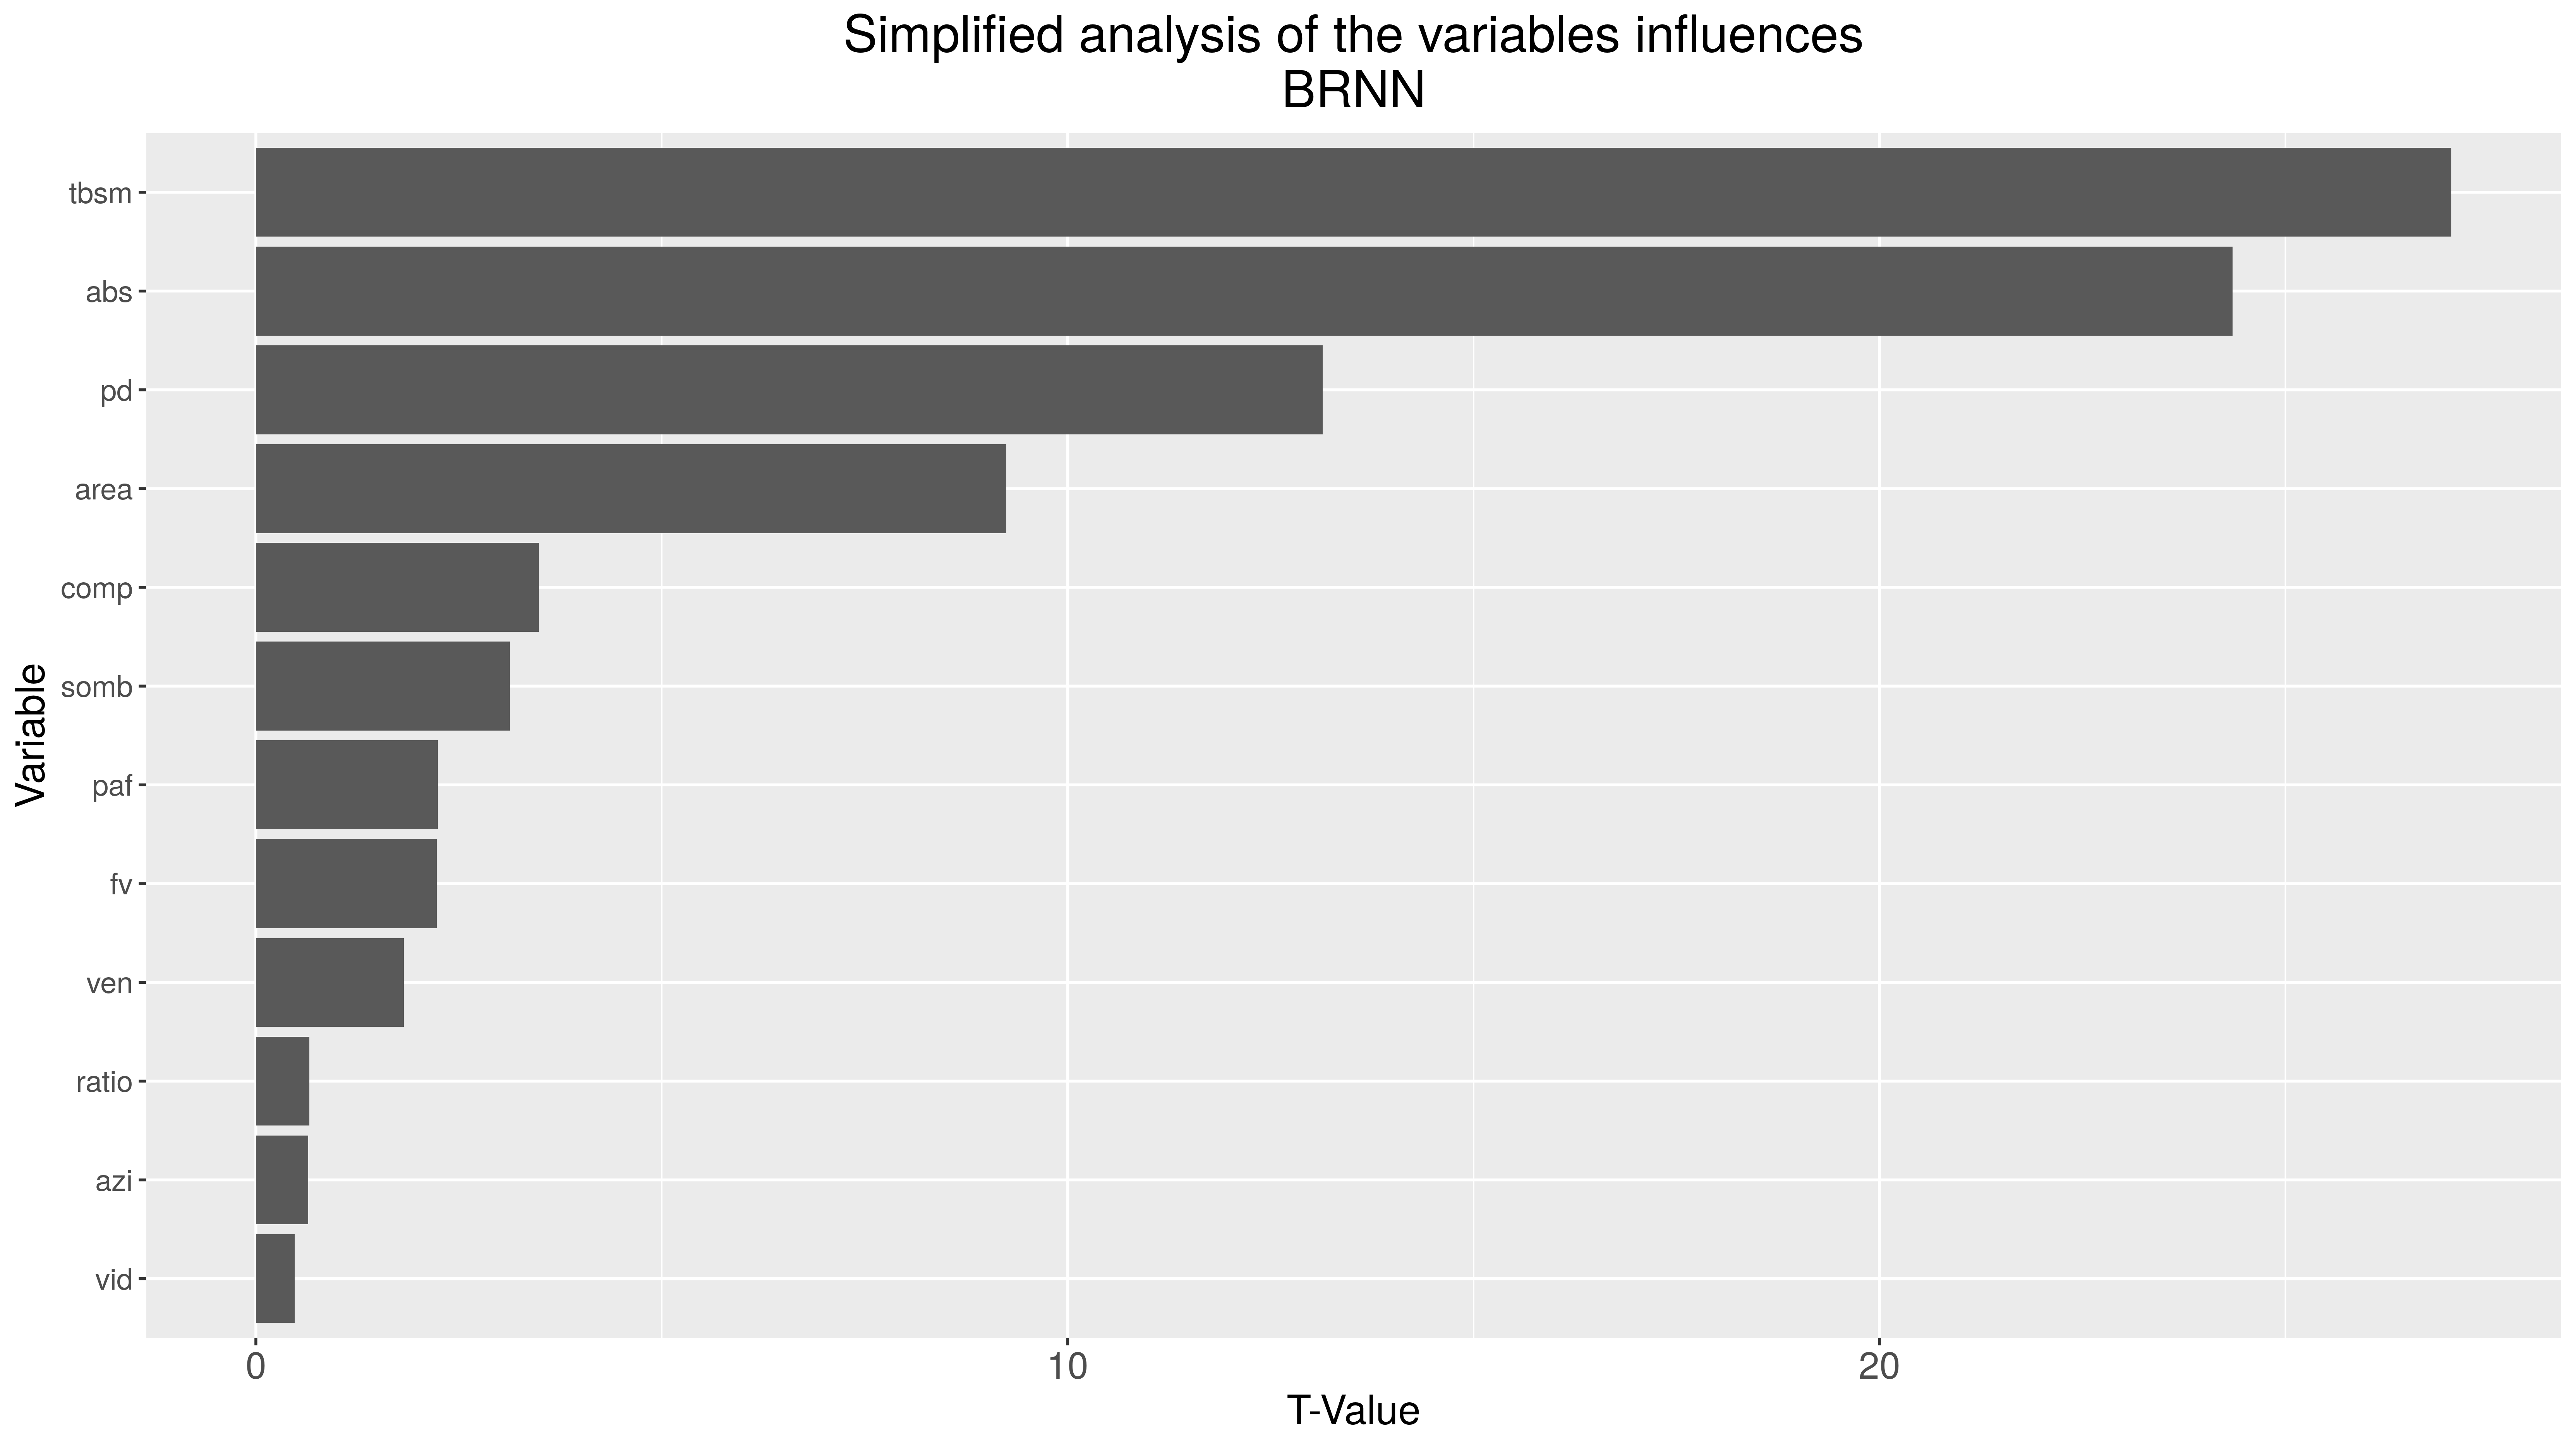 Simplified analysis of the variables influences
BRNN
Variable
tbsm
abs
pd
area
comp
somb
paf
fv
ven
ratio
azi
vid
0
10
20
T-Value